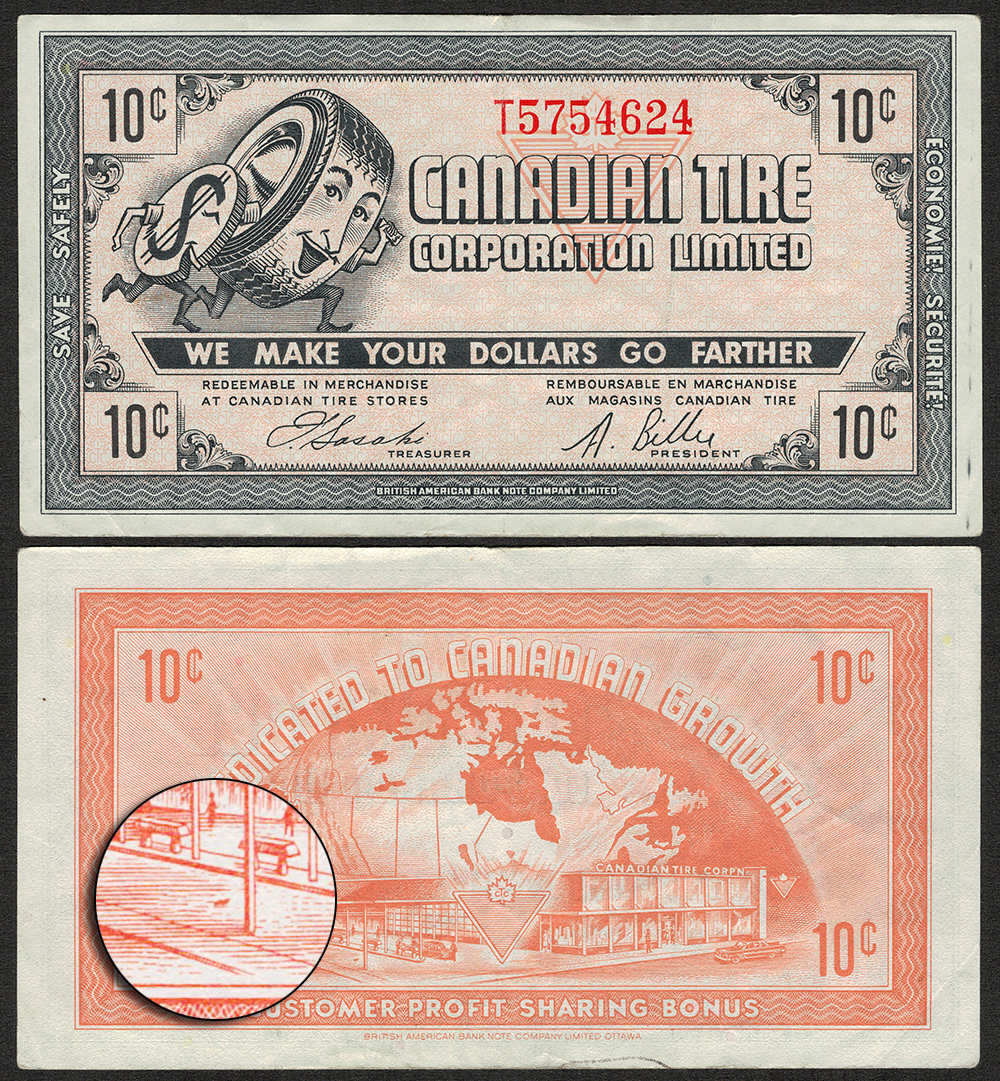 10¢
T5754624
10¢
CANADIAN TIRE
CORPORATION LIMITED
$
SAVE SAFELY
ECONOMIE! SÉCURITÉ!
WE MAKE YOUR DOLLARS GO FARTHER
REDEEMABLE IN MERCHANDISE
AT CANADIAN TIRE STORES
REMBOURSABLE EN MARCHANDISE
AUX MAGASINS CANADIAN TIRE
10¢
TREASURER
A. Billes
PRESIDENT
10¢
BRITISH AMERICAN BANK NOTE COMPANY LIMITED
10¢
DICATED TO CANADIAN GROWTH
10¢
CANADIAN TIRE CORPN
CTC
10¢
USTOMER PROFIT SHARING BONUS
BRITISH AMERICAN BANK NOTE COMPANY LIMITED OTTAWA